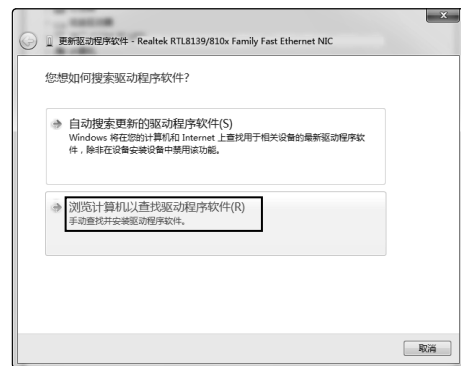 更新驱动程序软件 - Realtek RTL8139/810x Family Fast Ethernet NIC
您想如何搜索驱动程序软件?
自动搜索更新的驱动程序软件(S)
Windows 将在您的计算机和 Internet 上查找用于相关设备的最新驱动程序软
件，除非在设备安装设备中禁用该功能。
浏览计算机以查找驱动程序软件(R)
手动查找并安装驱动程序软件。
取消